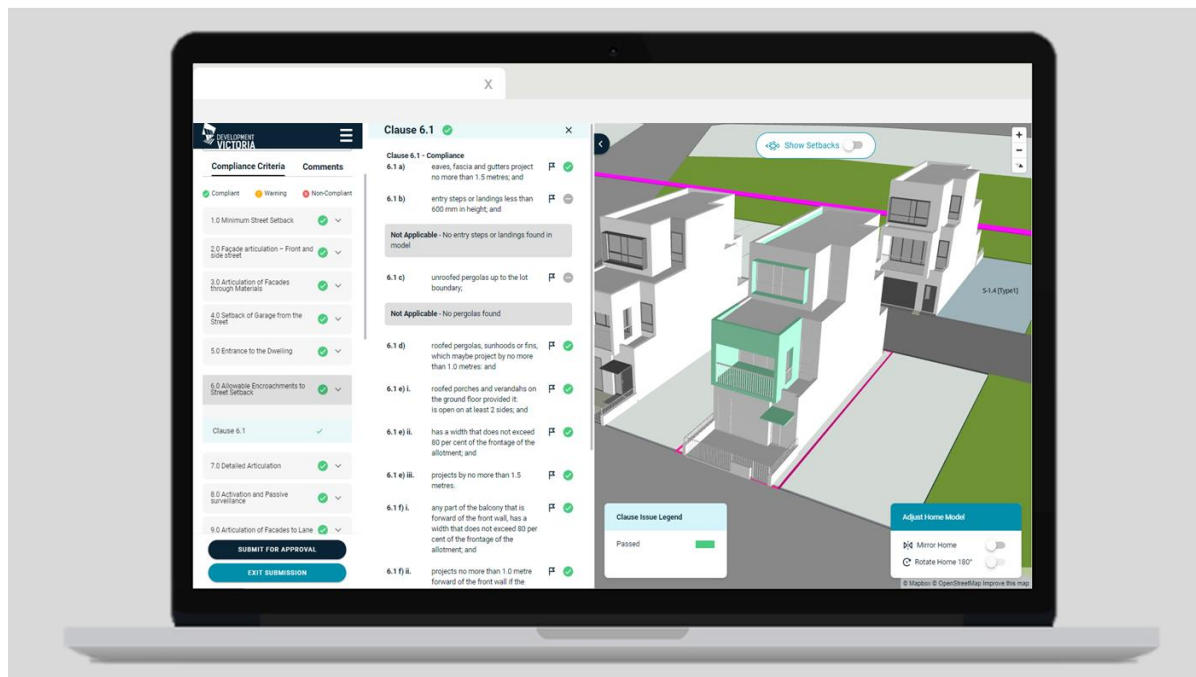 X
DEVELOPMENT
VICTORIA
Compliance Criteria
Comments
Compliant
Warning
Non-Compliant
1.0 Minimum Street Setback
2.0 Façade articulation – Front and
side street
3.0 Articulation of Facades
through Materials
4.0 Setback of Garage from the
Street
5.0 Entrance to the Dwelling
6.0 Allowable Encroachments to
Street Setback
Clause 6.1
7.0 Detailed Articulation
8.0 Activation and Passive
surveillance
9.0 Articulation of Facades to Lane
SUBMIT FOR APPROVAL
EXIT SUBMISSION
Clause 6.1
×
Clause 6.1 - Compliance
6.1 a) eaves, fascia and gutters project
no more than 1.5 metres; and
6.1 b) entry steps or landings less than
600 mm in height; and
Not Applicable - No entry steps or landings found in
model
6.1 c) unroofed pergolas up to the lot
boundary;
Not Applicable - No pergolas found
6.1 d) roofed pergolas, sunhoods or fins,
which maybe project by no more
than 1.0 metres: and
6.1 e) i. roofed porches and verandahs on
the ground floor provided it:
is open on at least 2 sides; and
6.1 e) ii. has a width that does not exceed
80 per cent of the frontage of the
allotment; and
6.1 e) iii. projects by no more than 1.5
metres.
6.1 f) i. any part of the balcony that is
forward of the front wall, has a
width that does not exceed 80 per
cent of the frontage of the
allotment; and
6.1 f) ii. projects no more than 1.0 metre
forward of the front wall if the
Show Setbacks
S-1.4 [Type1]
Clause Issue Legend
Passed
Adjust Home Model
Mirror Home
Rotate Home 180°
© Mapbox © OpenStreetMap Improve this map